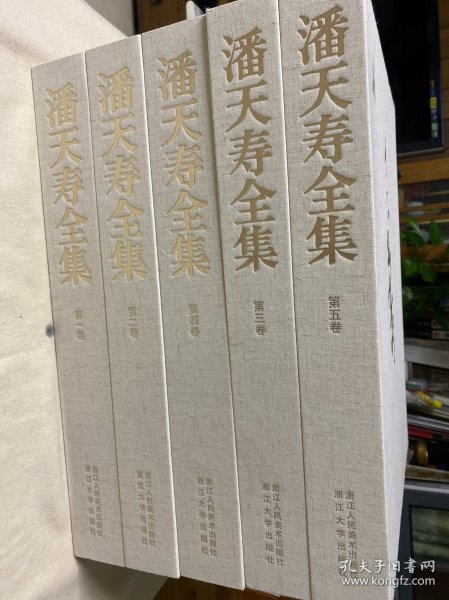 潘天寿全集
第一卷
浙江人民美术出版社
浙江大学出版社
潘天寿全集
第二卷
浙江人民美术出版社
浙江大学出版社
潘天寿全集
第四卷
浙江人民美术出版社
浙江大学出版社
潘天寿全集
第三卷
浙江人民美术出版社
浙江大学出版社
潘天寿全集
第五卷
浙江人民美术出版社
浙江大学出版社
孔夫子旧书网
kongfz.com